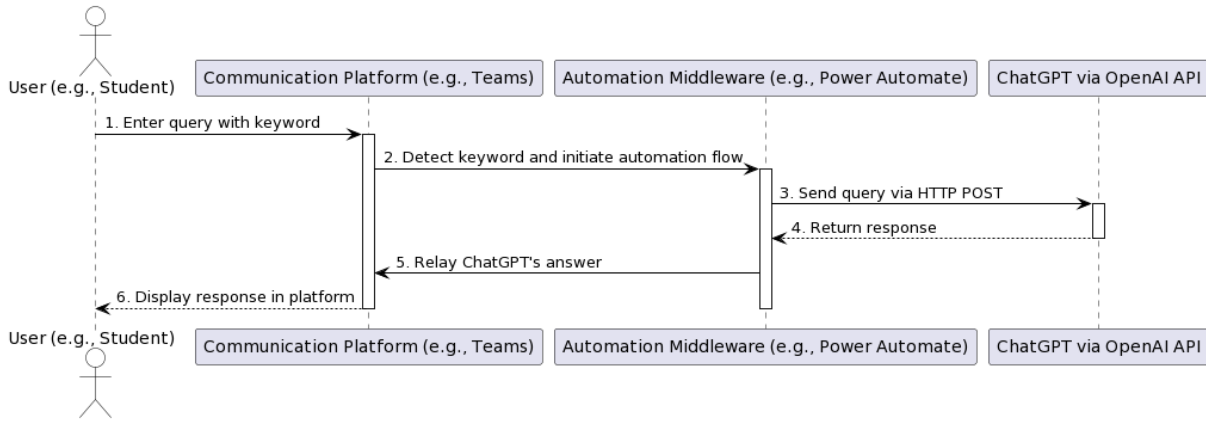 User (e.g., Student)
Communication Platform (e.g., Teams)
Automation Middleware (e.g., Power Automate)
ChatGPT via OpenAI API
1. Enter query with keyword
2. Detect keyword and initiate automation flow
3. Send query via HTTP POST
4. Return response
5. Relay ChatGPT's answer
6. Display response in platform
User (e.g., Student)
Communication Platform (e.g., Teams)
Automation Middleware (e.g., Power Automate)
ChatGPT via OpenAI API